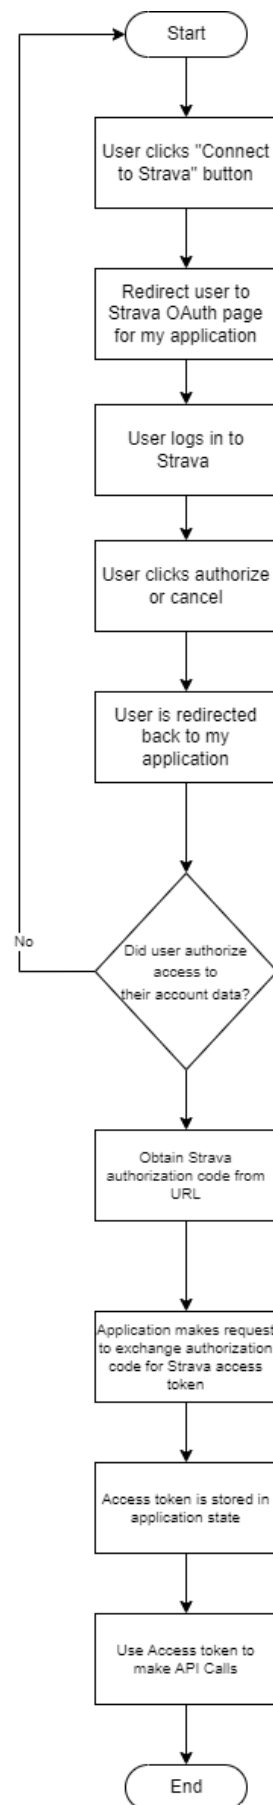 Start
User clicks "Connect
to Strava" button
Redirect user to
Strava OAuth page
for my application
User logs in to
Strava
User clicks authorize
or cancel
User is redirected
back to my
application
No
Did user authorize
access to
their account data?
Obtain Strava
authorization code from
URL
Application makes request
to exchange authorization
code for Strava access
token
Access token is stored in
application state
Use Access token to
make API Calls
End